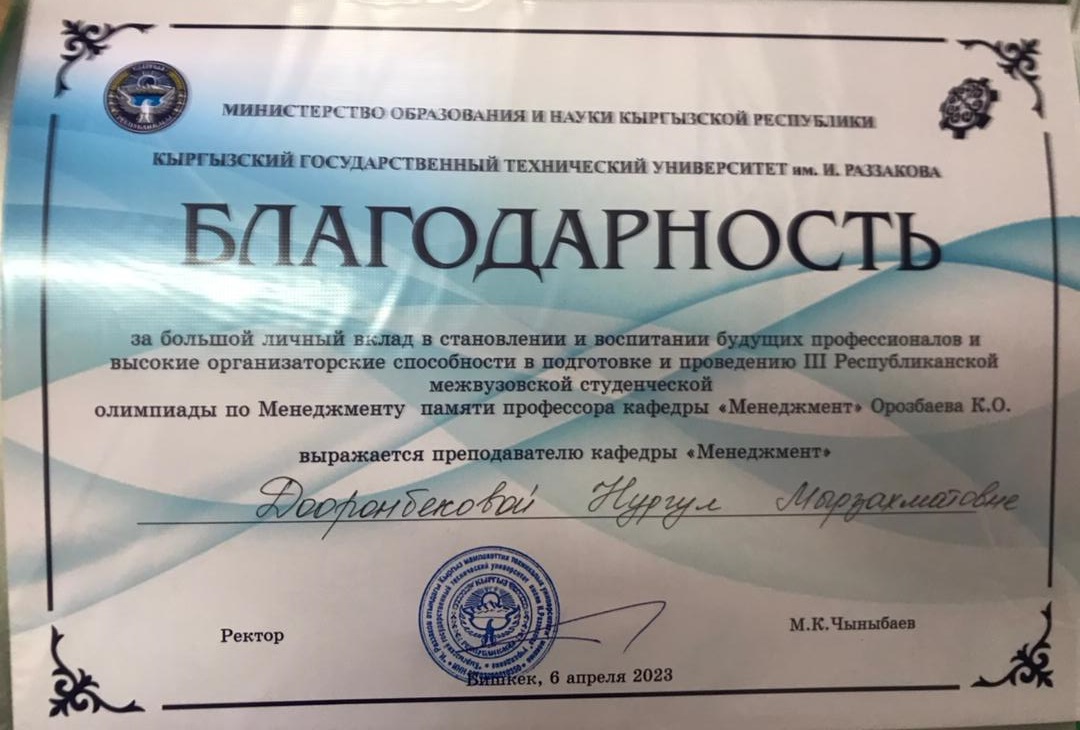 МИНИСТЕРСТВО ОБРАЗОВАНИЯ И НАУКИ КЫРГЫЗСКОЙ РЕСПУБЛИКИ
КЫРГЫЗСКИЙ ГОСУДАРСТВЕННЫЙ ТЕХНИЧЕСКИЙ УНИВЕРСИТЕТ им. И. РАЗЗАКОВА
БЛАГОДАРНОСТЬ
за большой личный вклад в становлении и воспитании будущих профессионалов и
высокие организаторские способности в подготовке и проведению III Республиканской
межвузовской студенческой
олимпиады по Менеджменту памяти профессора кафедры «Менеджмент» Орозбаева К.О.
выражается преподавателю кафедры «Менеджмент»
Дооронбековой Нургул Мырзахматовне
Ректор
М.К.Чыныбаев
Бишкек, 6 апреля 2023